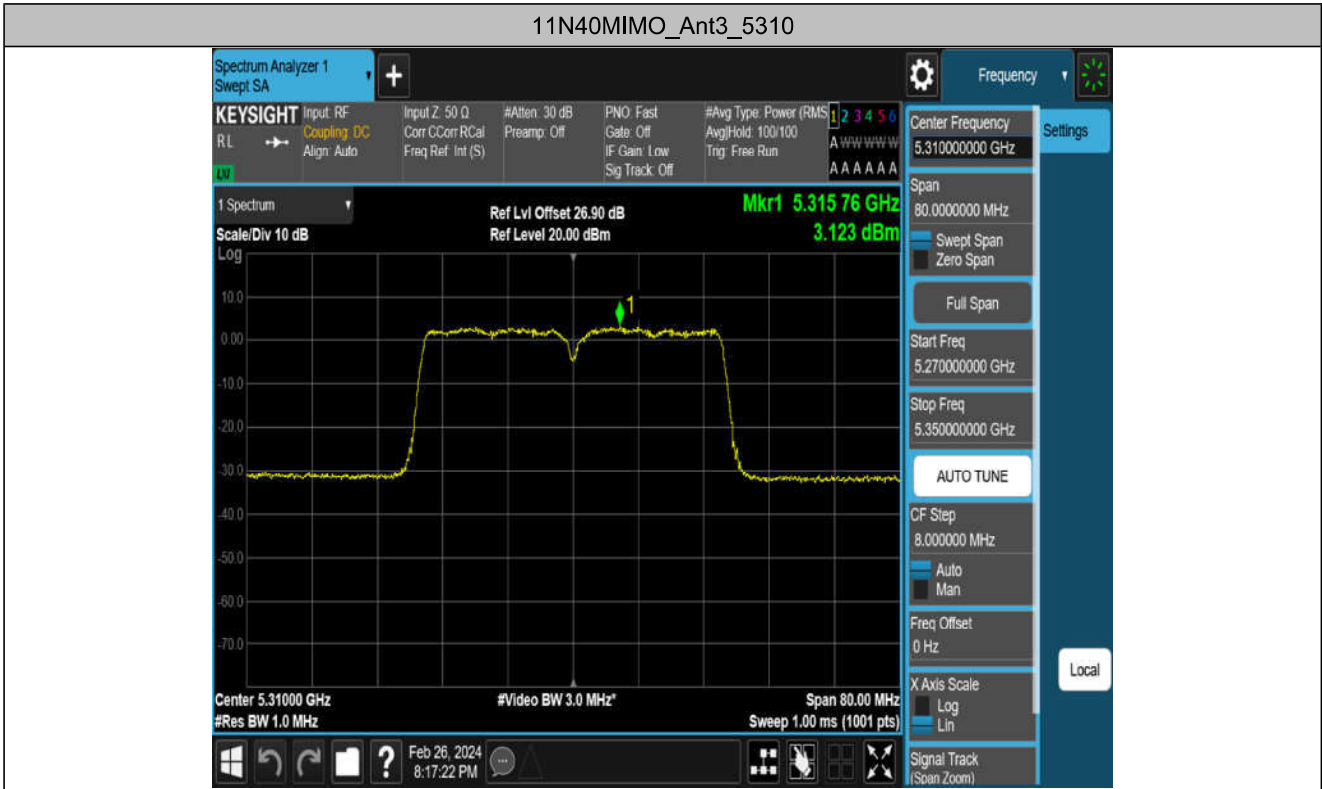 11N40MIMO_Ant3_5310
Spectrum Analyzer 1
Swept SA
+
Frequency
KEYSIGHT
RL
LXI
Input: RF
Coupling: DC
Align: Auto
Input Z: 50 Ω
Corr CCorr RCal
Freq Ref: Int (S)
#Atten: 30 dB
Preamp: Off
PNO: Fast
Gate: Off
IF Gain: Low
Sig Track: Off
#Avg Type: Power (RMS
Avg|Hold: 100/100
Trig: Free Run
1 2 3 4 5 6
A W W W W W
A A A A A A
1 Spectrum
Scale/Div 10 dB
Log
Ref Lvl Offset 26.90 dB
Ref Level 20.00 dBm
Mkr1 5.315 76 GHz
3.123 dBm
10.0
0.00
-10.0
-20.0
-30.0
-40.0
-50.0
-60.0
-70.0
1
Center 5.31000 GHz
#Res BW 1.0 MHz
#Video BW 3.0 MHz*
Span 80.00 MHz
Sweep 1.00 ms (1001 pts)
?
Feb 26, 2024
8:17:22 PM
Center Frequency
5.310000000 GHz
Settings
Span
80.0000000 MHz
Swept Span
Zero Span
Full Span
Start Freq
5.270000000 GHz
Stop Freq
5.350000000 GHz
AUTO TUNE
CF Step
8.000000 MHz
Auto
Man
Freq Offset
0 Hz
X Axis Scale
Log
Lin
Local
Signal Track
(Span Zoom)